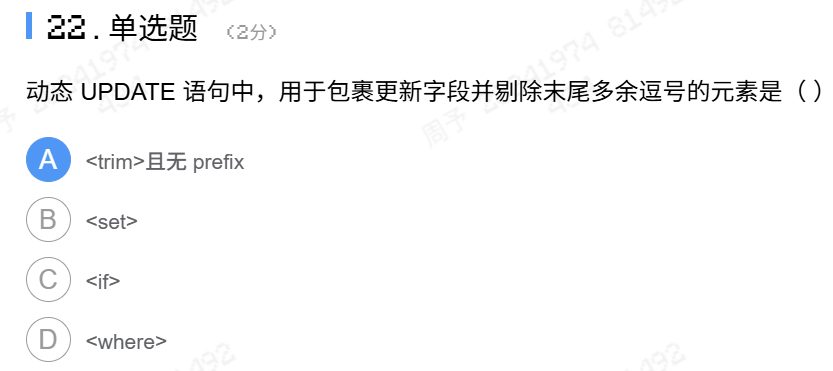 22 . 单选题 （2分）
动态 UPDATE 语句中，用于包裹更新字段并剔除末尾多余逗号的元素是（ ）
A <trim>且无 prefix
B <set>
C <if>
D <where>